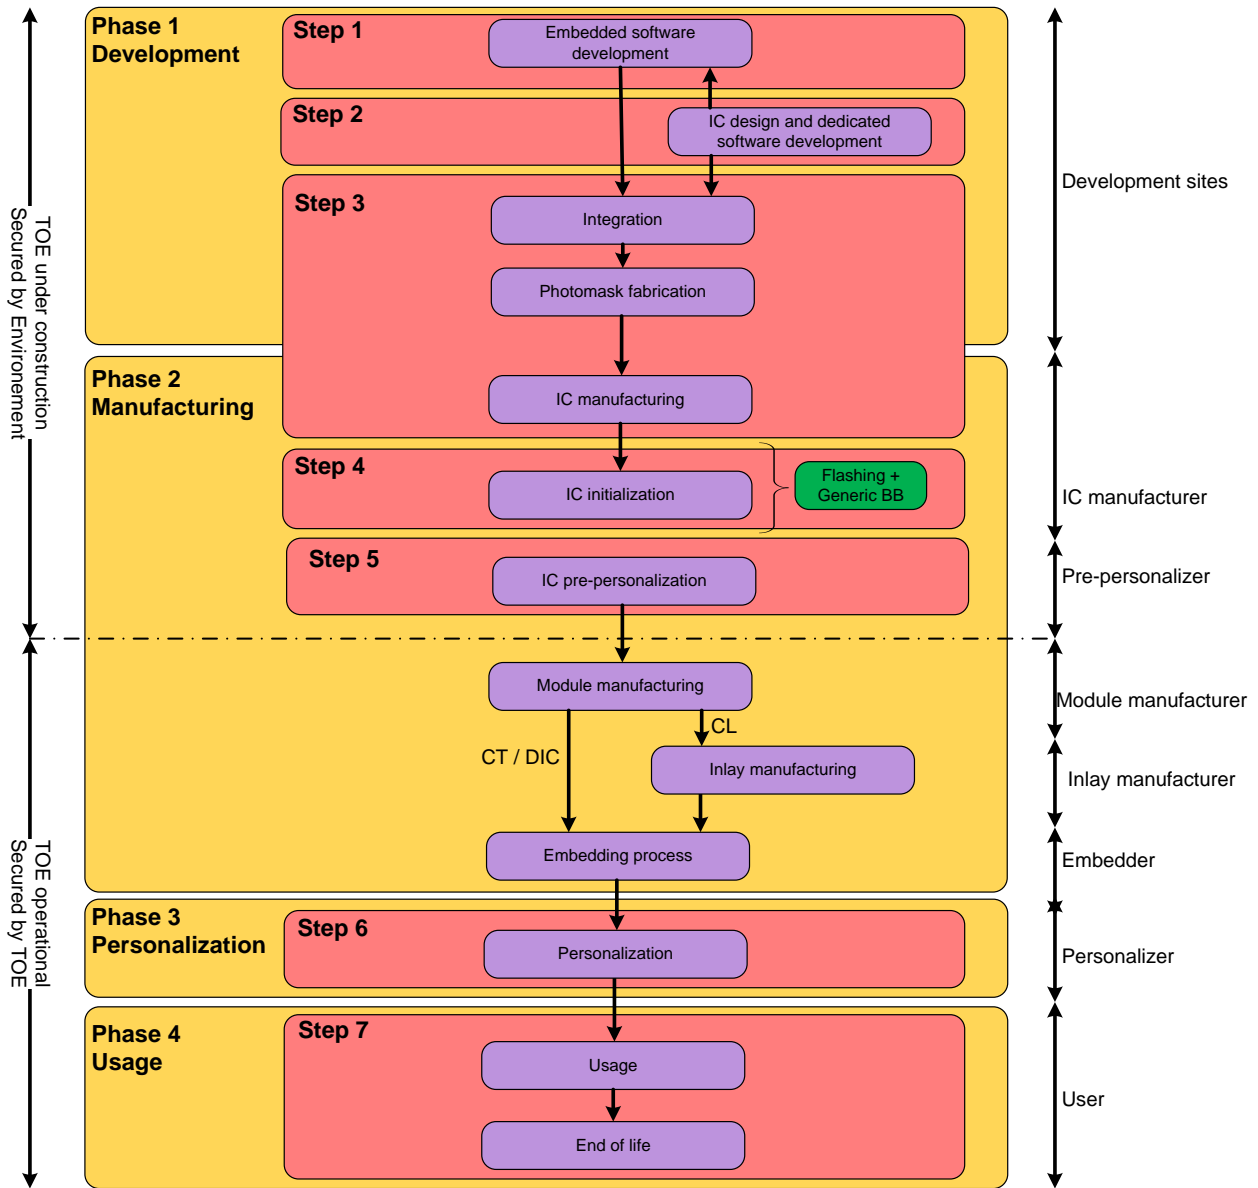 Phase 1
Development
Step 1
Embedded software
development
Step 2
IC design and dedicated
software development
Development sites
Step 3
Integration
Photomask fabrication
TOE under construction
Secured by Environement
Phase 2
Manufacturing
IC manufacturing
Step 4
IC initialization
Flashing +
Generic BB
IC manufacturer
Step 5
IC pre-personalization
Pre-personalizer
Module manufacturing
Module manufacturer
CL
CT / DIC
Inlay manufacturing
Inlay manufacturer
Embedding process
Embedder
TOE operational
Secured by TOE
Phase 3
Personalization
Step 6
Personalization
Personalizer
Phase 4
Usage
Step 7
Usage
User
End of life